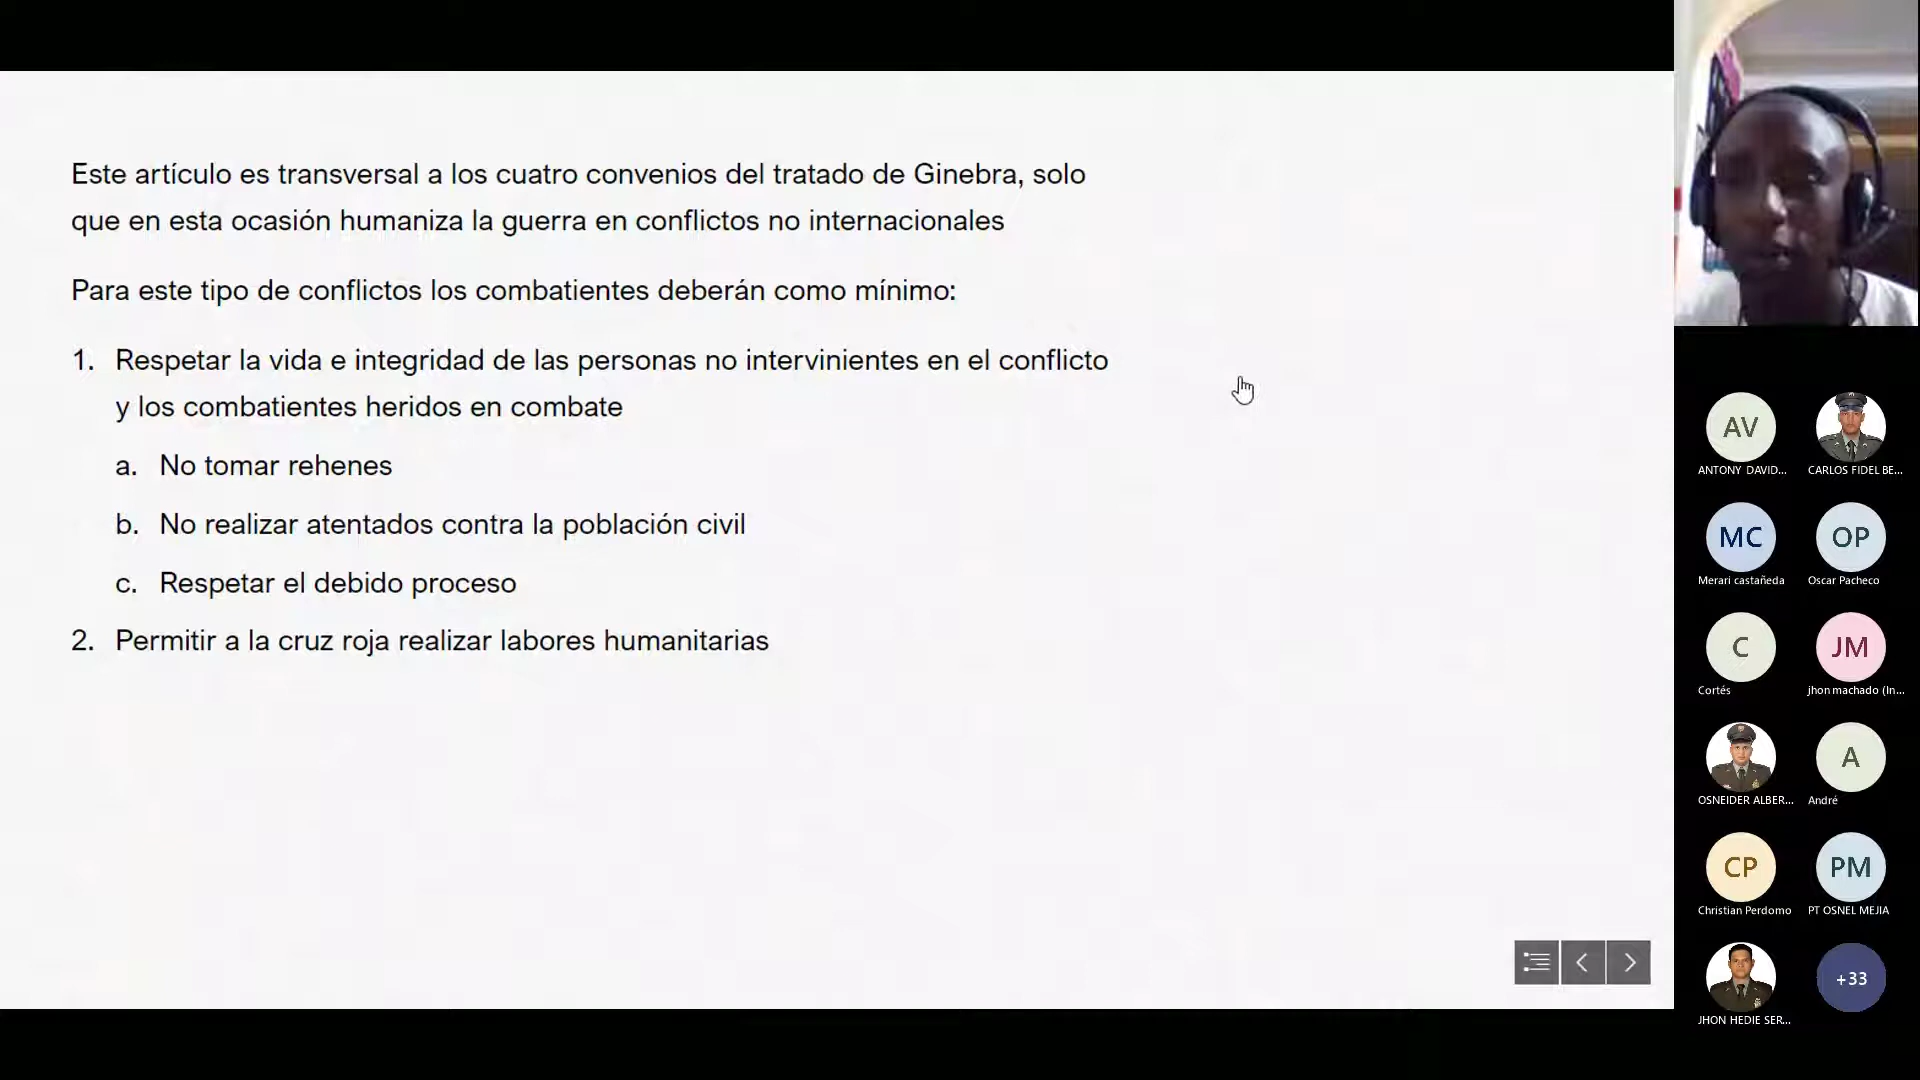 Este artículo es transversal a los cuatro convenios del tratado de Ginebra, solo
que en esta ocasión humaniza la guerra en conflictos no internacionales
Para este tipo de conflictos los combatientes deberán como mínimo:
1. Respetar la vida e integridad de las personas no intervinientes en el conflicto
y los combatientes heridos en combate
a. No tomar rehenes
b. No realizar atentados contra la población civil
c. Respetar el debido proceso
2. Permitir a la cruz roja realizar labores humanitarias
AV
ANTONY DAVID...
CARLOS FIDEL BE...
MC
Merari castañeda
OP
Oscar Pacheco
C
Cortés
JM
jhon machado (In...
OSNEIDER ALBER...
A
André
CP
Christian Perdomo
PM
PT OSNEL MEJIA
JHON HEDIE SER...
+33